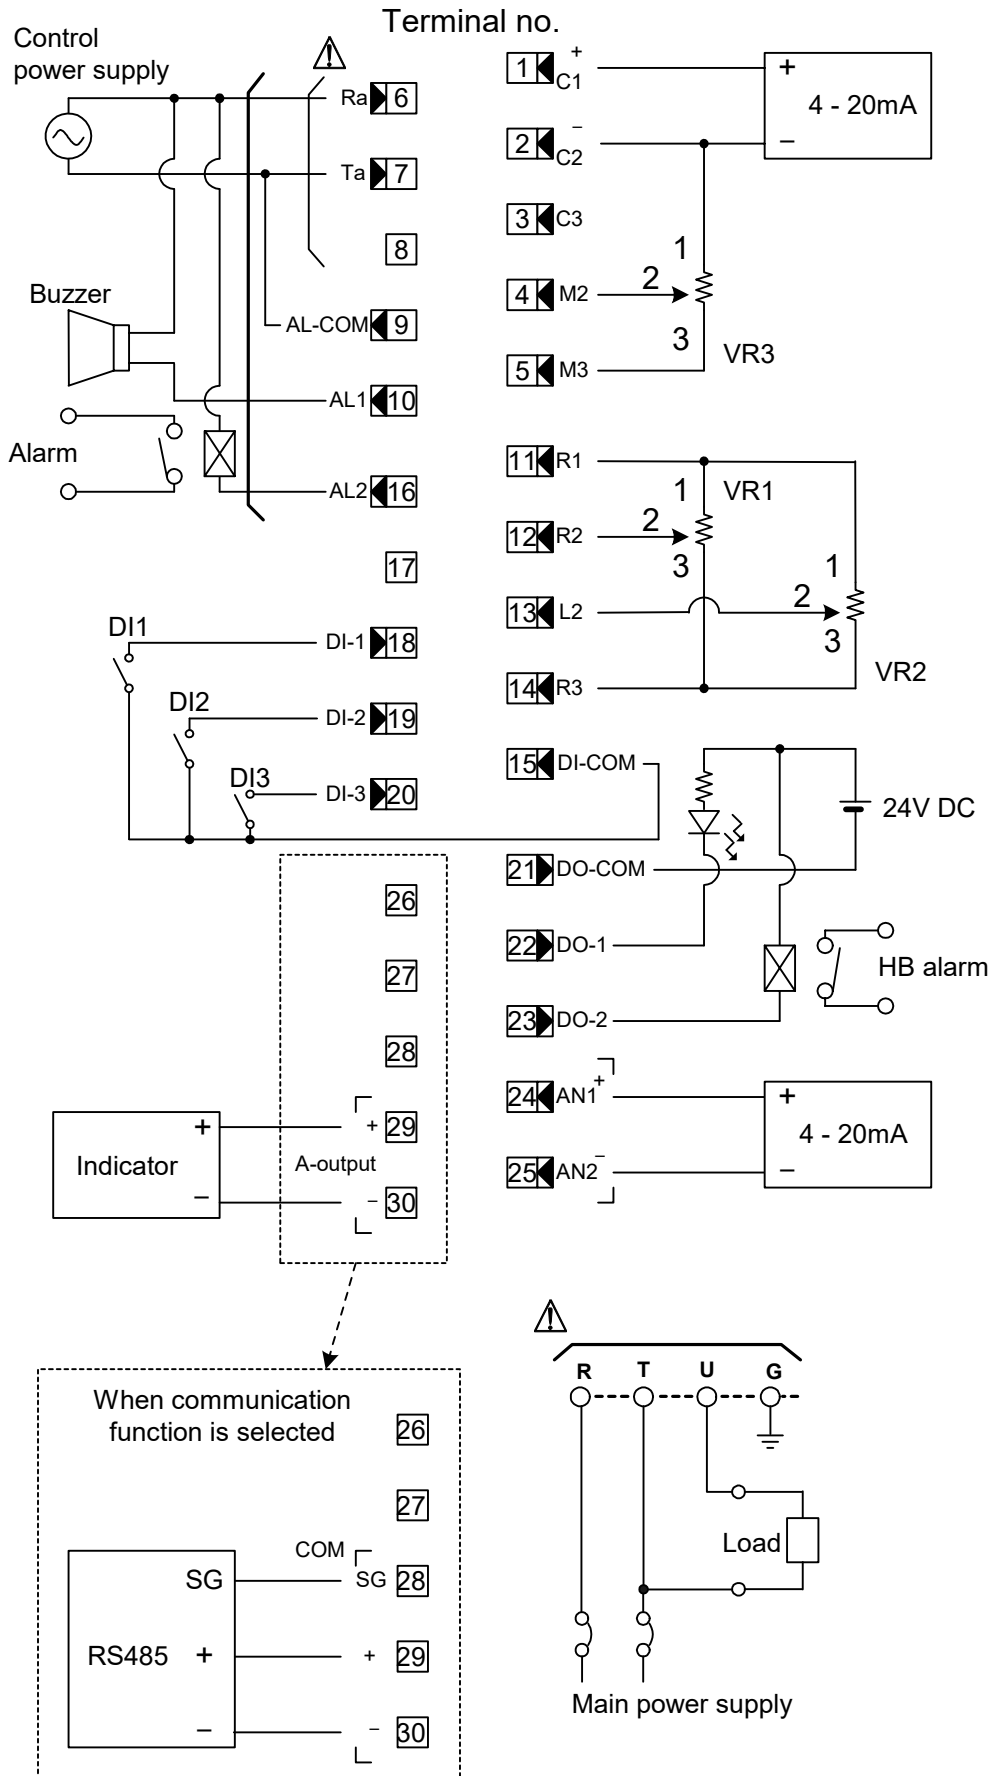 Terminal no.
Control
power supply
Ra 6
Ta 7
8
Buzzer
AL-COM 9
AL1 10
Alarm
AL2 16
17
DI1
DI-1 18
DI2
DI-2 19
DI3
DI-3 20
1 C1 +
+
4 - 20mA
−
2 C2 −
3 C3
1
2
3
VR3
4 M2
5 M3
11 R1
1
VR1
2
3
12 R2
1
2
3
13 L2
VR2
14 R3
15 DI-COM
24V DC
21 DO-COM
22 DO-1
HB alarm
23 DO-2
24 AN1 +
+
4 - 20mA
−
25 AN2 −
26
27
28
+ 29
A-output
− 30
+
Indicator
−
When communication
function is selected
26
27
COM
SG
SG 28
RS485 +
+ 29
−
− 30
R T U G
Load
Main power supply